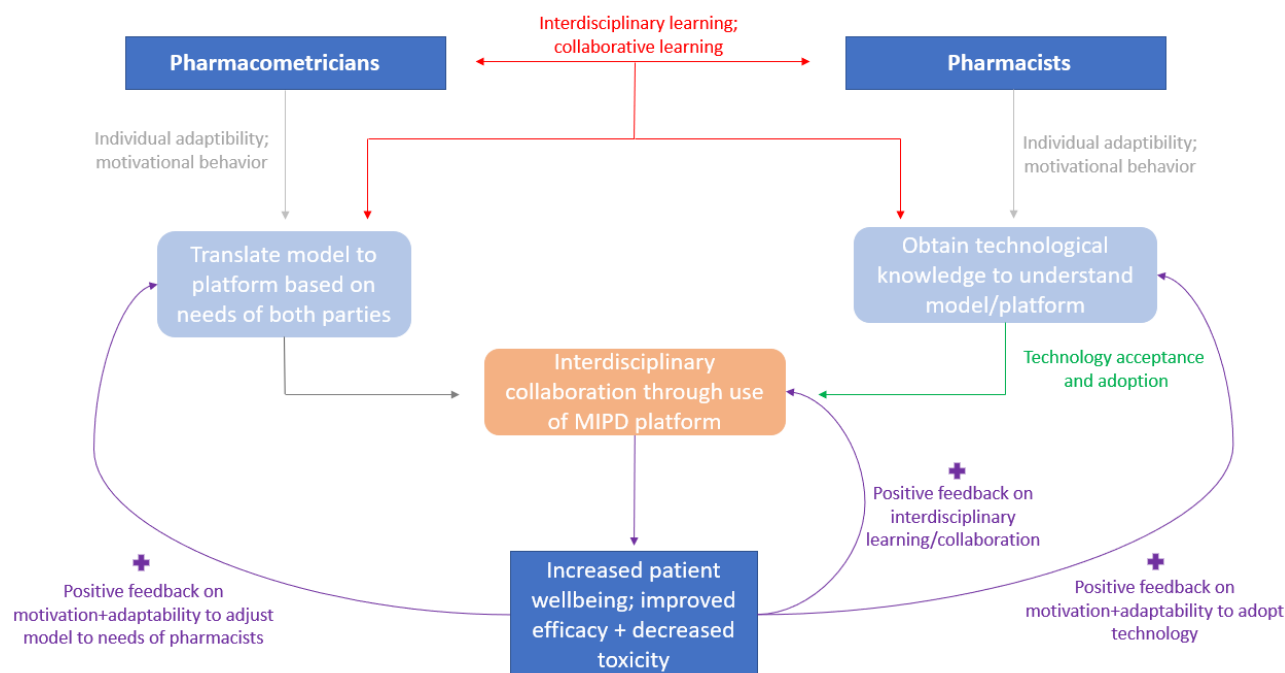 Interdisciplinary learning;
collaborative learning
Pharmacometricians
Pharmacists
Individual adaptibility;
motivational behavior
Individual adaptibility;
motivational behavior
Translate model to
platform based on
needs of both parties
Obtain technological
knowledge to understand
model/platform
Interdisciplinary
collaboration through use
of MIPD platform
Technology acceptance
and adoption
Positive feedback on
interdisciplinary
learning/collaboration
Positive feedback on
motivation+adaptability to adjust
model to needs of pharmacists
Increased patient
wellbeing; improved
efficacy + decreased
toxicity
Positive feedback on
motivation+adaptability to adopt
technology